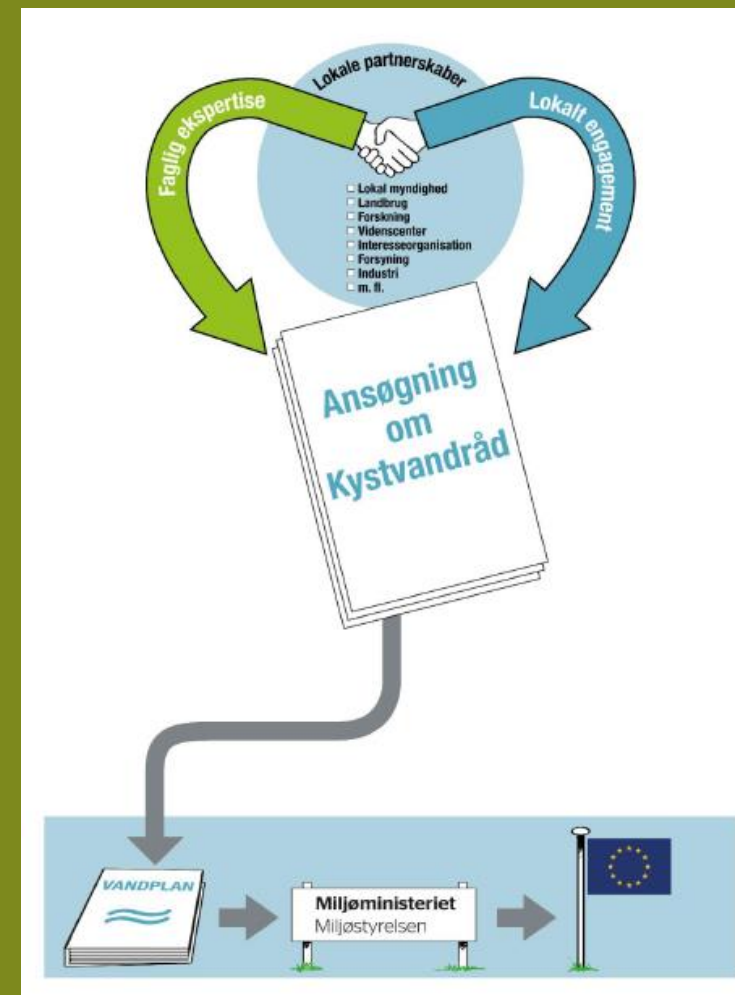 Lokale partnerskaber
Faglig ekspertise
Lokalt engagement
Lokal myndighed
Landbrug
Forskning
Videnscenter
Interesseorganisation
Forsyning
Industri
m. fl.
Ansøgning
om
Kystvandråd
VANDPLAN
Miljøministeriet
Miljøstyrelsen